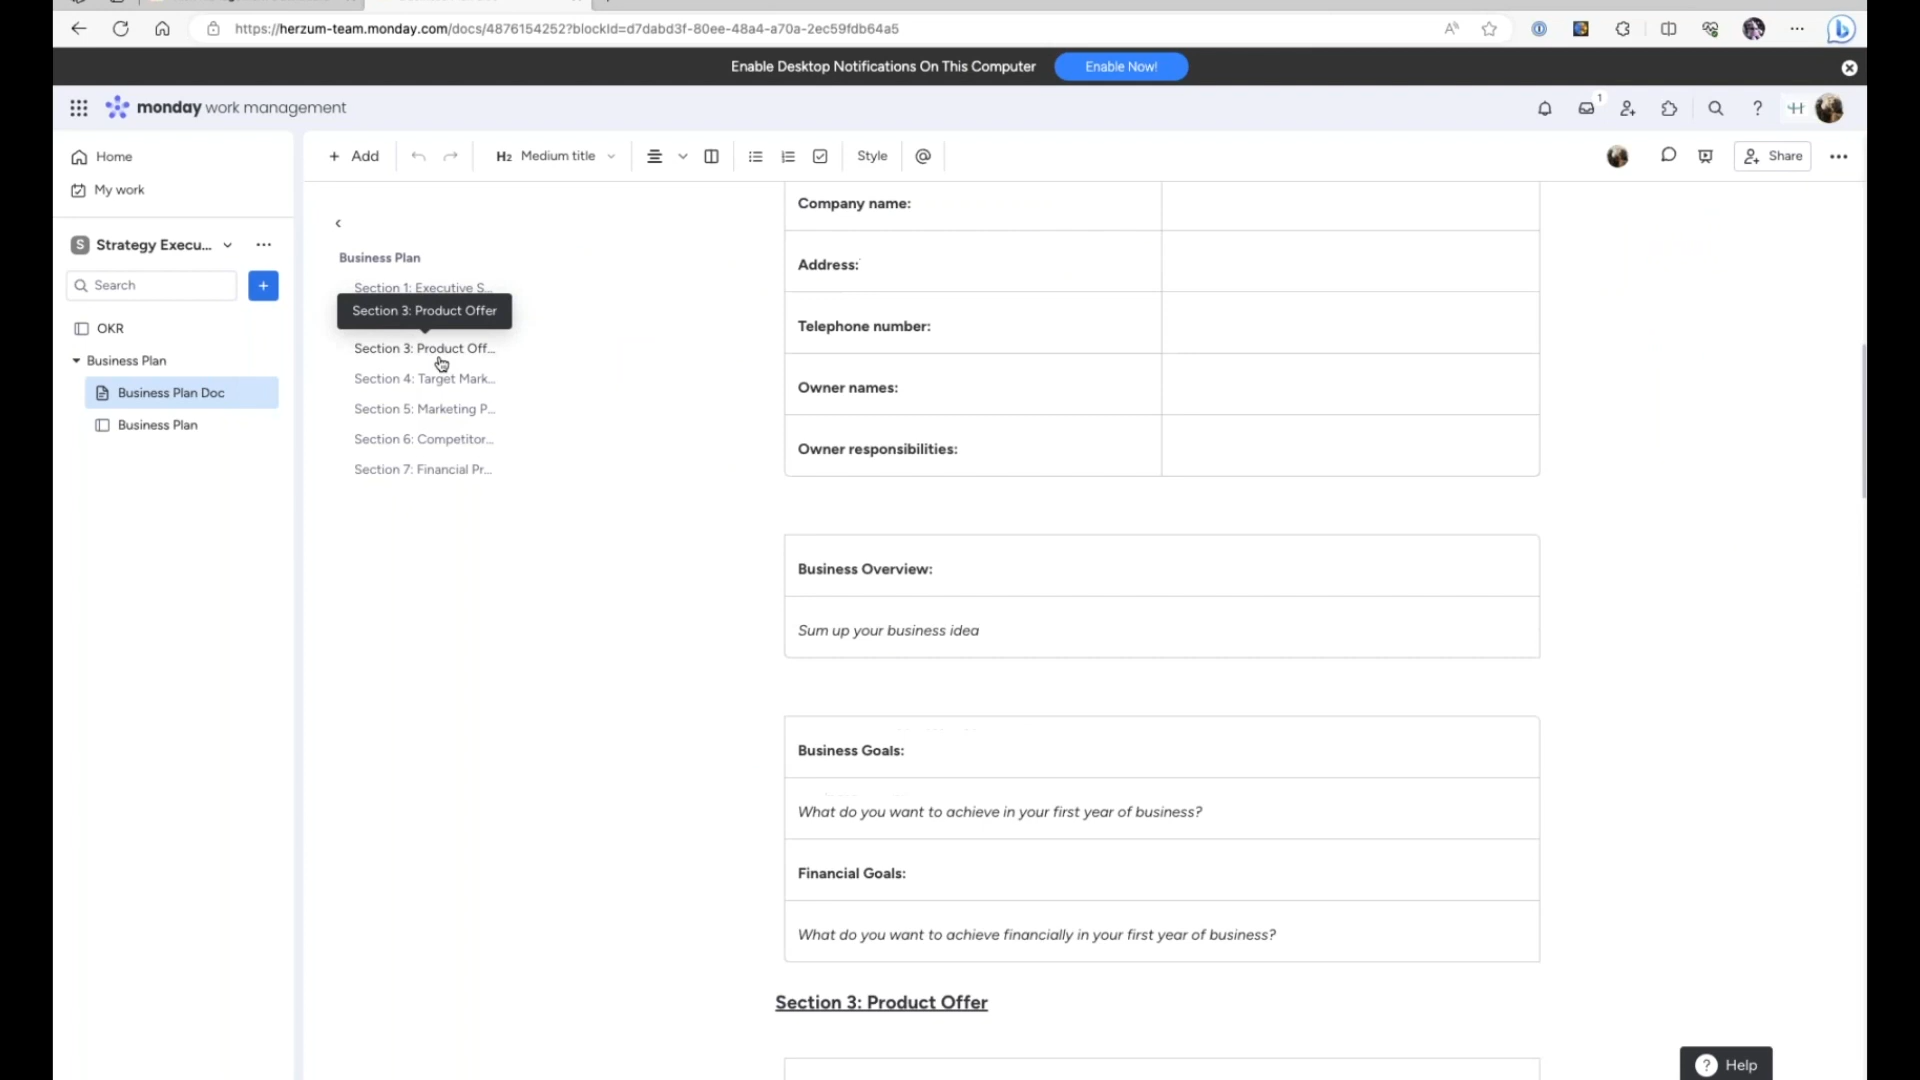 https://herzum-team.monday.com/docs/4876154252?blockId=d7dabd3f-80ee-48a4-a70a-2ec59fdb64a5
Enable Desktop Notifications On This Computer
Enable Now!
monday work management
1
Home
My work
+ Add
H2 Medium title
Style
Share
S Strategy Execu...
Search
OKR
Business Plan
Business Plan Doc
Business Plan
Business Plan
Section 1: Executive S...
Section 3: Product Offer
Section 3: Product Off...
Section 4: Target Mark...
Section 5: Marketing P...
Section 6: Competitor...
Section 7: Financial Pr...
Company name:
Address:
Telephone number:
Owner names:
Owner responsibilities:
Business Overview:
Sum up your business idea
Business Goals:
What do you want to achieve in your first year of business?
Financial Goals:
What do you want to achieve financially in your first year of business?
Section 3: Product Offer
? Help